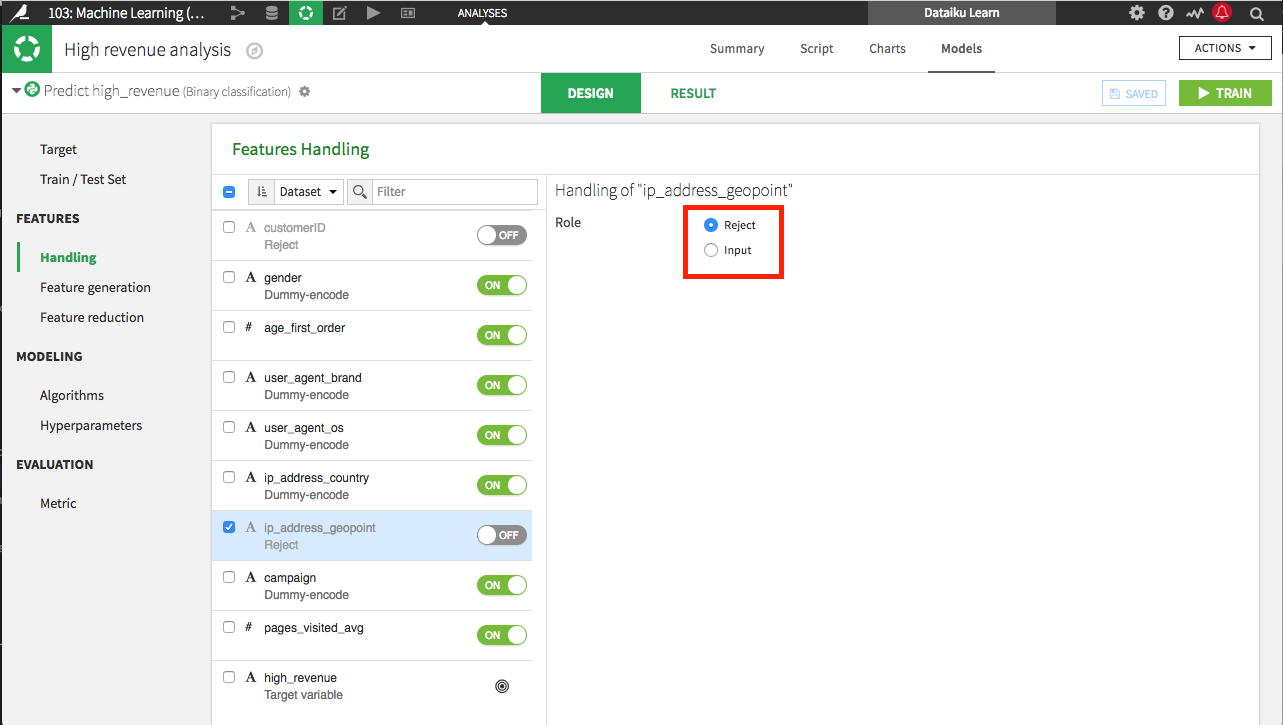 103: Machine Learning (...
ANALYSES
Dataiku Learn
High revenue analysis
Summary
Script
Charts
Models
ACTIONS
Predict high_revenue (Binary classification)
DESIGN
RESULT
SAVED
TRAIN
Target
Train / Test Set
FEATURES
Handling
Feature generation
Feature reduction
MODELING
Algorithms
Hyperparameters
EVALUATION
Metric
Features Handling
Dataset
Filter
A customerID
Reject
OFF
A gender
Dummy-encode
ON
# age_first_order
ON
A user_agent_brand
Dummy-encode
ON
A user_agent_os
Dummy-encode
ON
A ip_address_country
Dummy-encode
ON
A ip_address_geopoint
Reject
OFF
A campaign
Dummy-encode
ON
# pages_visited_avg
ON
A high_revenue
Target variable
Handling of "ip_address_geopoint"
Role
Reject
Input